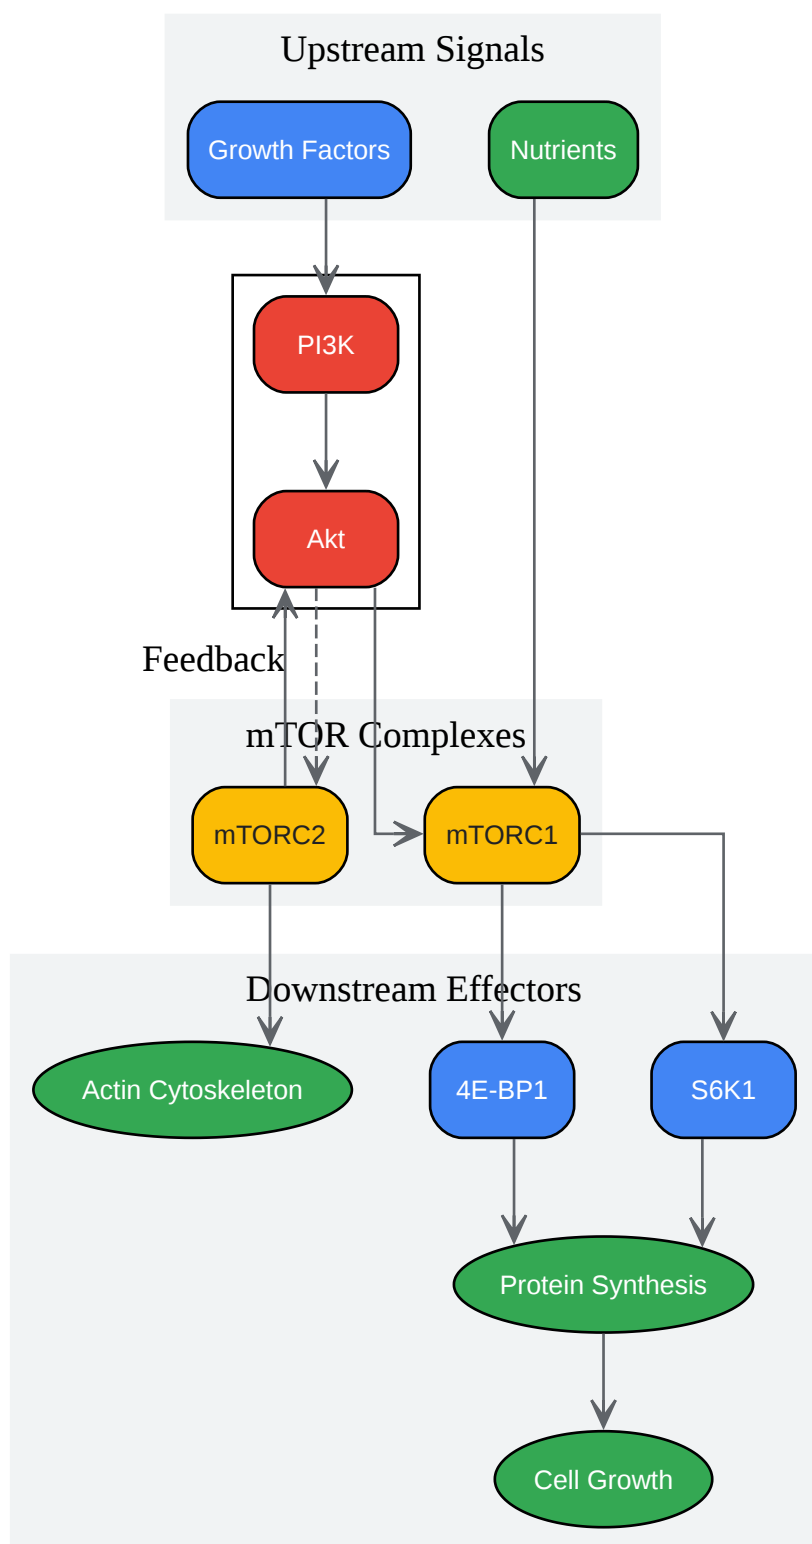 Upstream Signals
Growth Factors
Nutrients
PI3K
Akt
Feedback
mTOR Complexes
mTORC2
mTORC1
Downstream Effectors
Actin Cytoskeleton
4E-BP1
S6K1
Protein Synthesis
Cell Growth